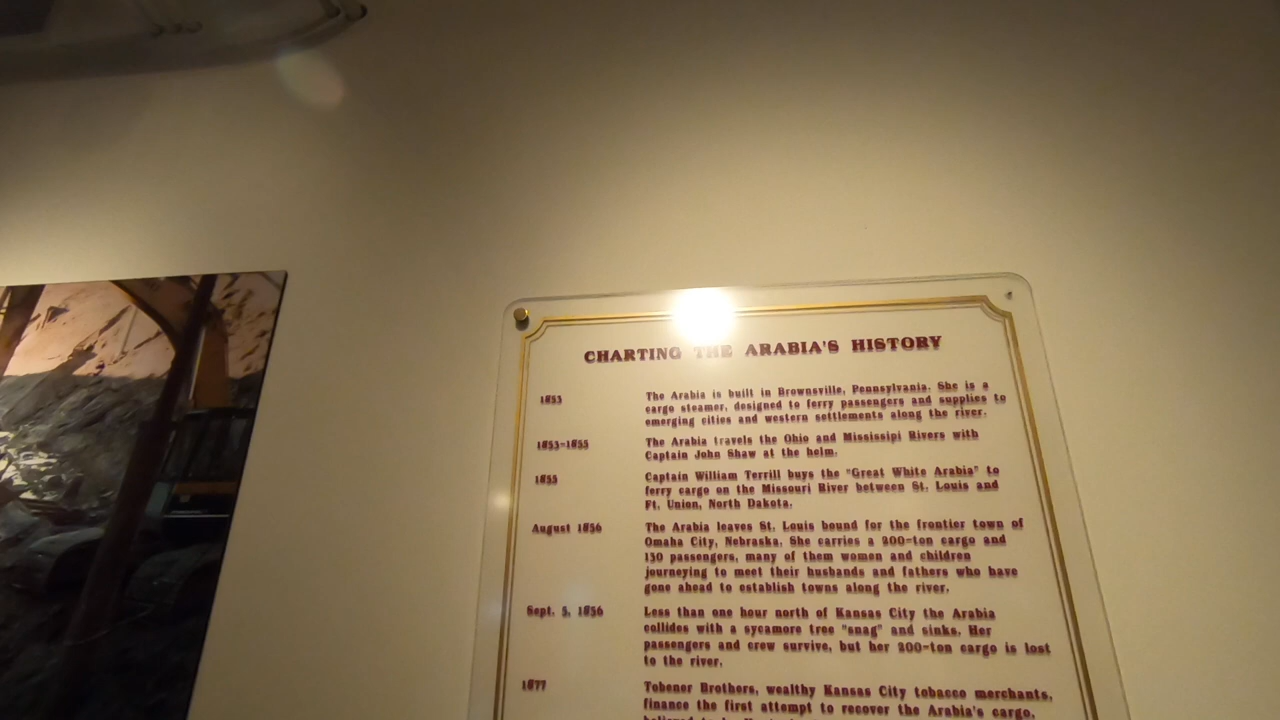 CHARTING THE ARABIA'S HISTORY
1853 The Arabia is built in Brownsville, Pennsylvania. She is a
cargo steamer, designed to ferry passengers and supplies to
emerging cities and western settlements along the river.
1853-1855 The Arabia travels the Ohio and Mississipi Rivers with
Captain John Shaw at the helm.
1855 Captain William Terrill buys the "Great White Arabia" to
ferry cargo on the Missouri River between St. Louis and
Ft. Union, North Dakota.
August 1856 The Arabia leaves St. Louis bound for the frontier town of
Omaha City, Nebraska. She carries a 200-ton cargo and
130 passengers, many of them women and children
journeying to meet their husbands and fathers who have
gone ahead to establish towns along the river.
Sept. 5, 1856 Less than one hour north of Kansas City the Arabia
collides with a sycamore tree "snag" and sinks. Her
passengers and crew survive, but her 200-ton cargo is lost
to the river.
1877 Tobener Brothers, wealthy Kansas City tobacco merchants,
finance the first attempt to recover the Arabia's cargo,